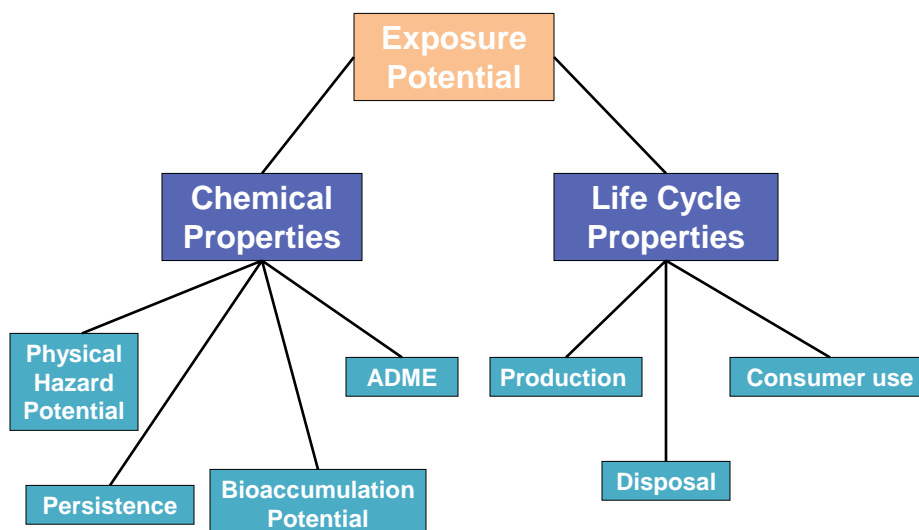 Exposure
Potential
Chemical
Properties
Life Cycle
Properties
Physical
Hazard
Potential
ADME
Production
Consumer use
Persistence
Bioaccumulation
Potential
Disposal